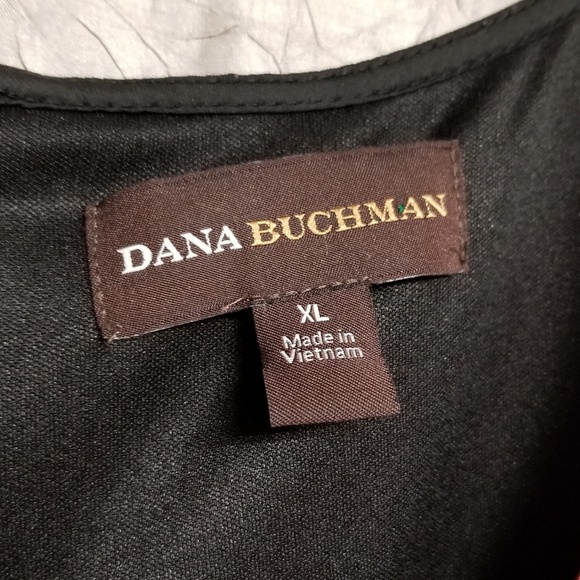 DANA BUCHMAN
XL
Made in
Vietnam